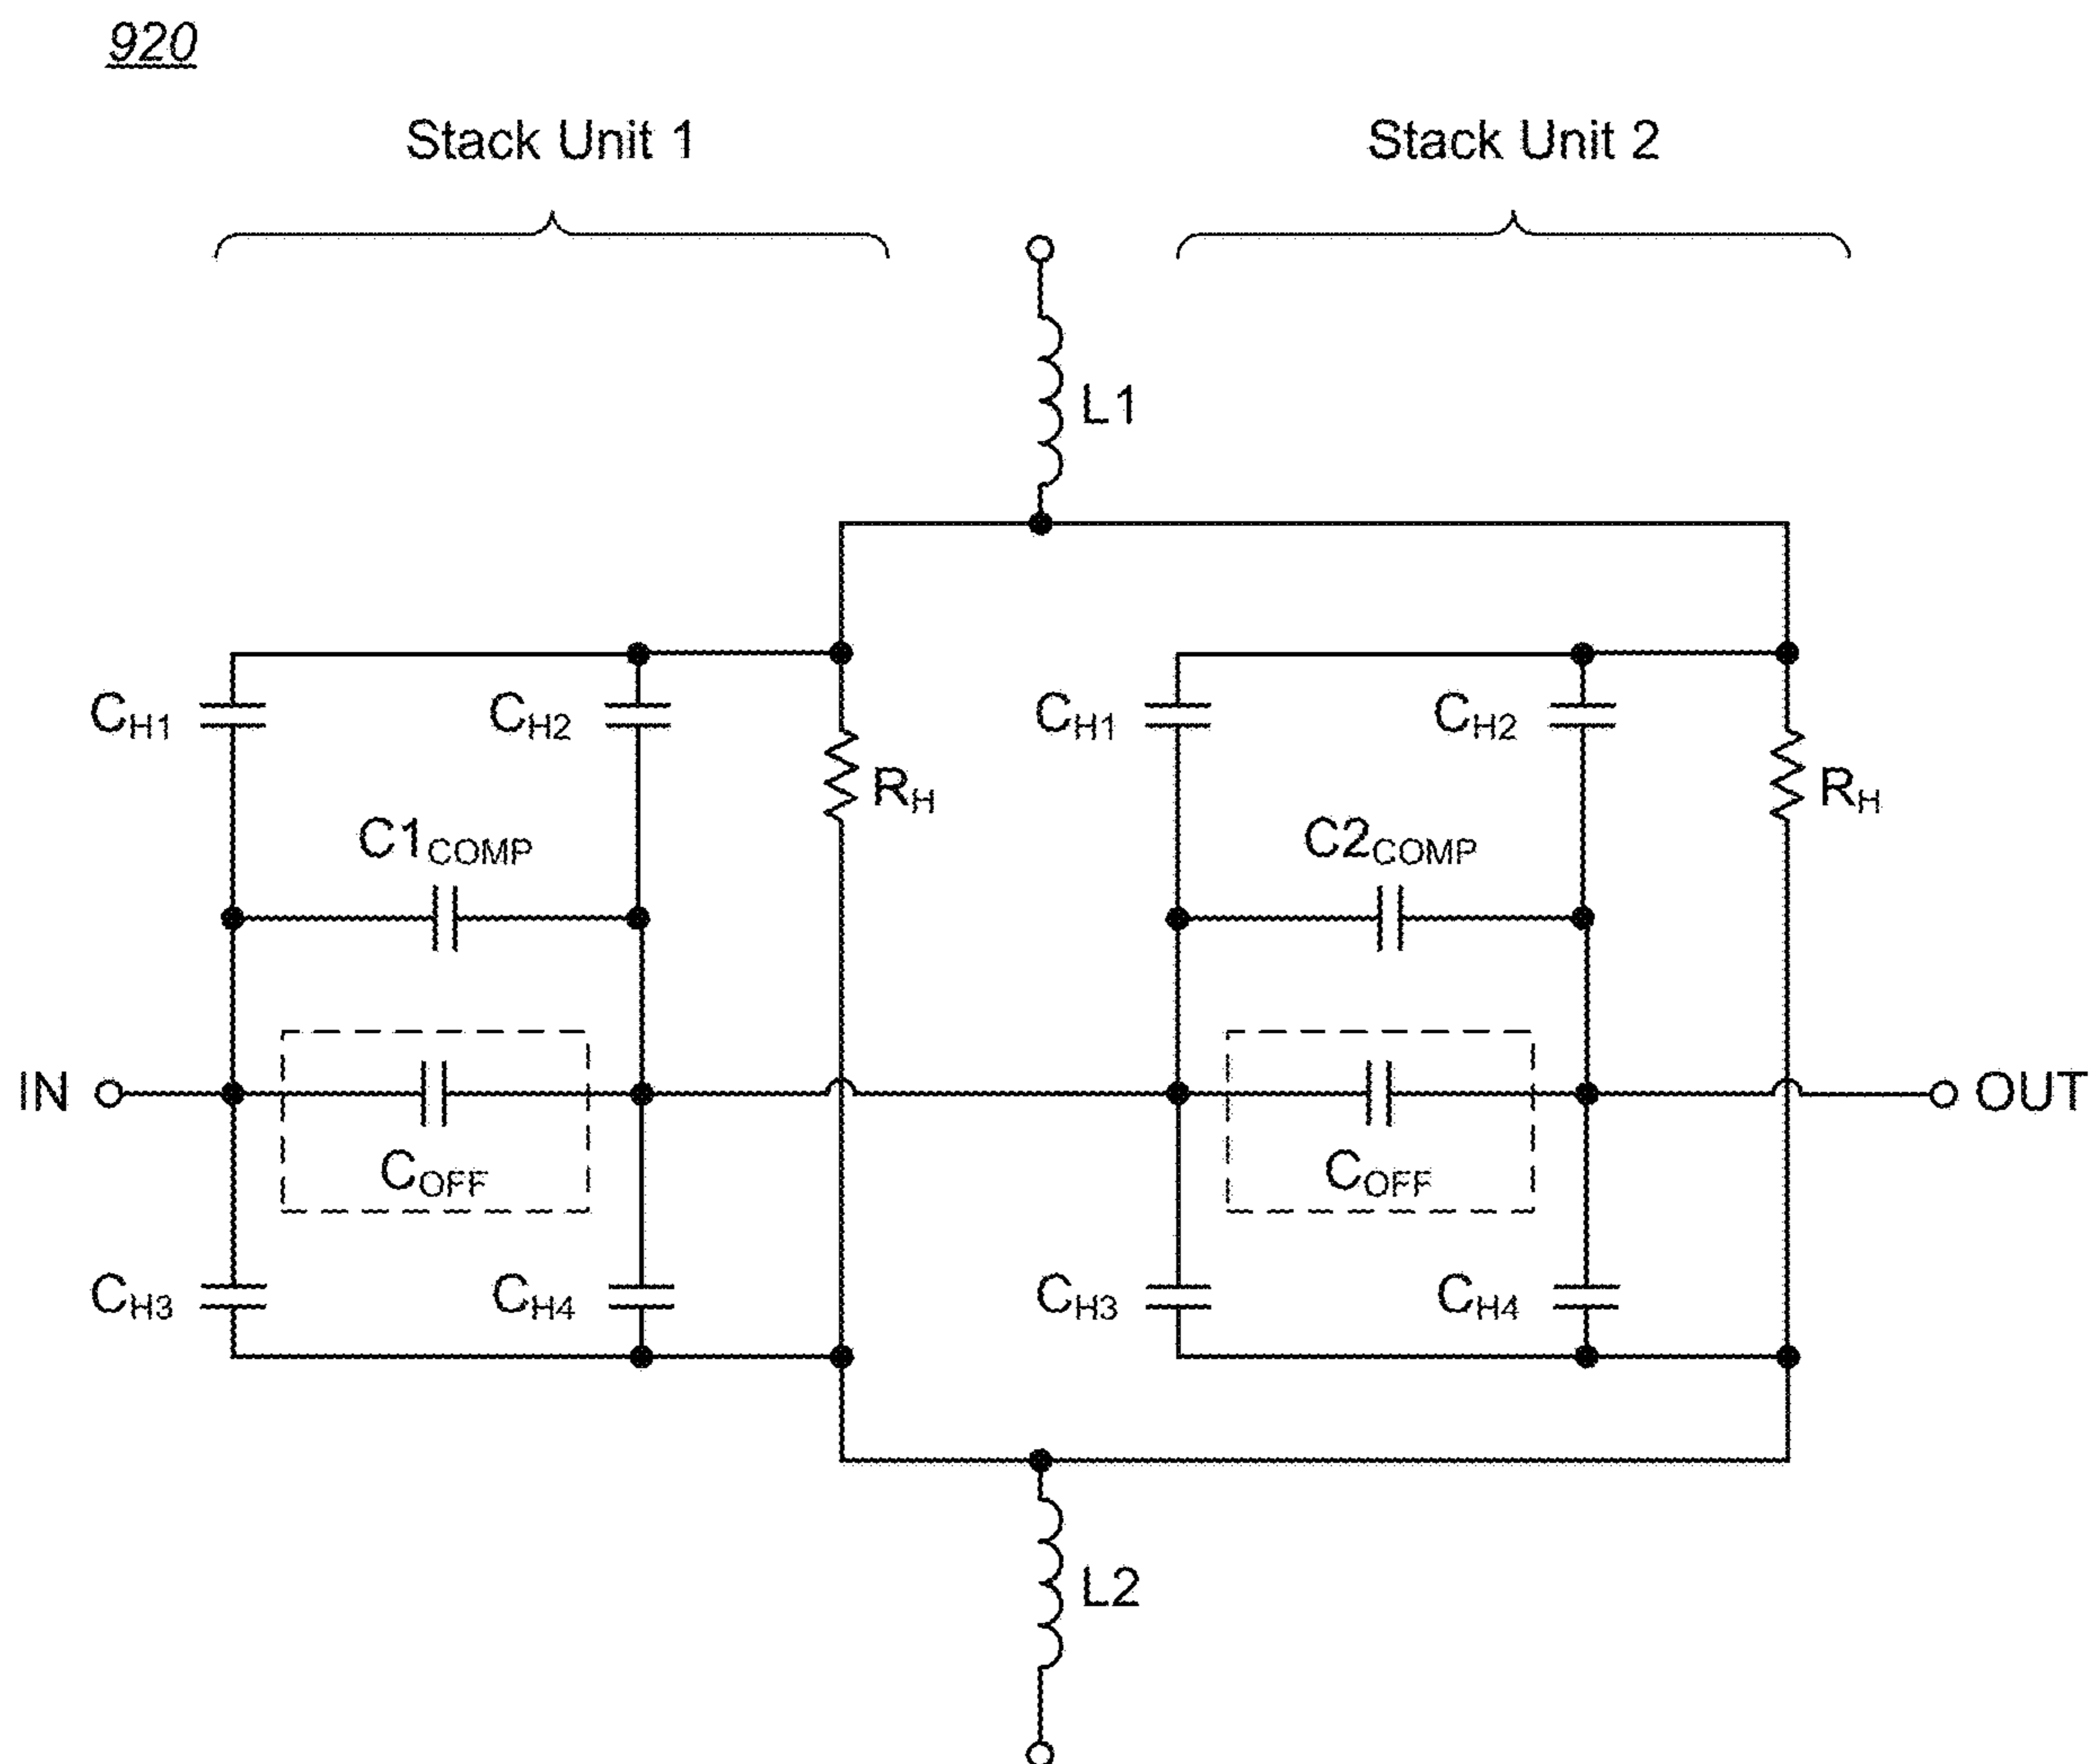 920
Stack Unit 1
Stack Unit 2
L1
CH1
CH2
CH1
CH2
RH
RH
C1COMP
C2COMP
IN
OUT
COFF
COFF
CH3
CH4
CH3
CH4
L2